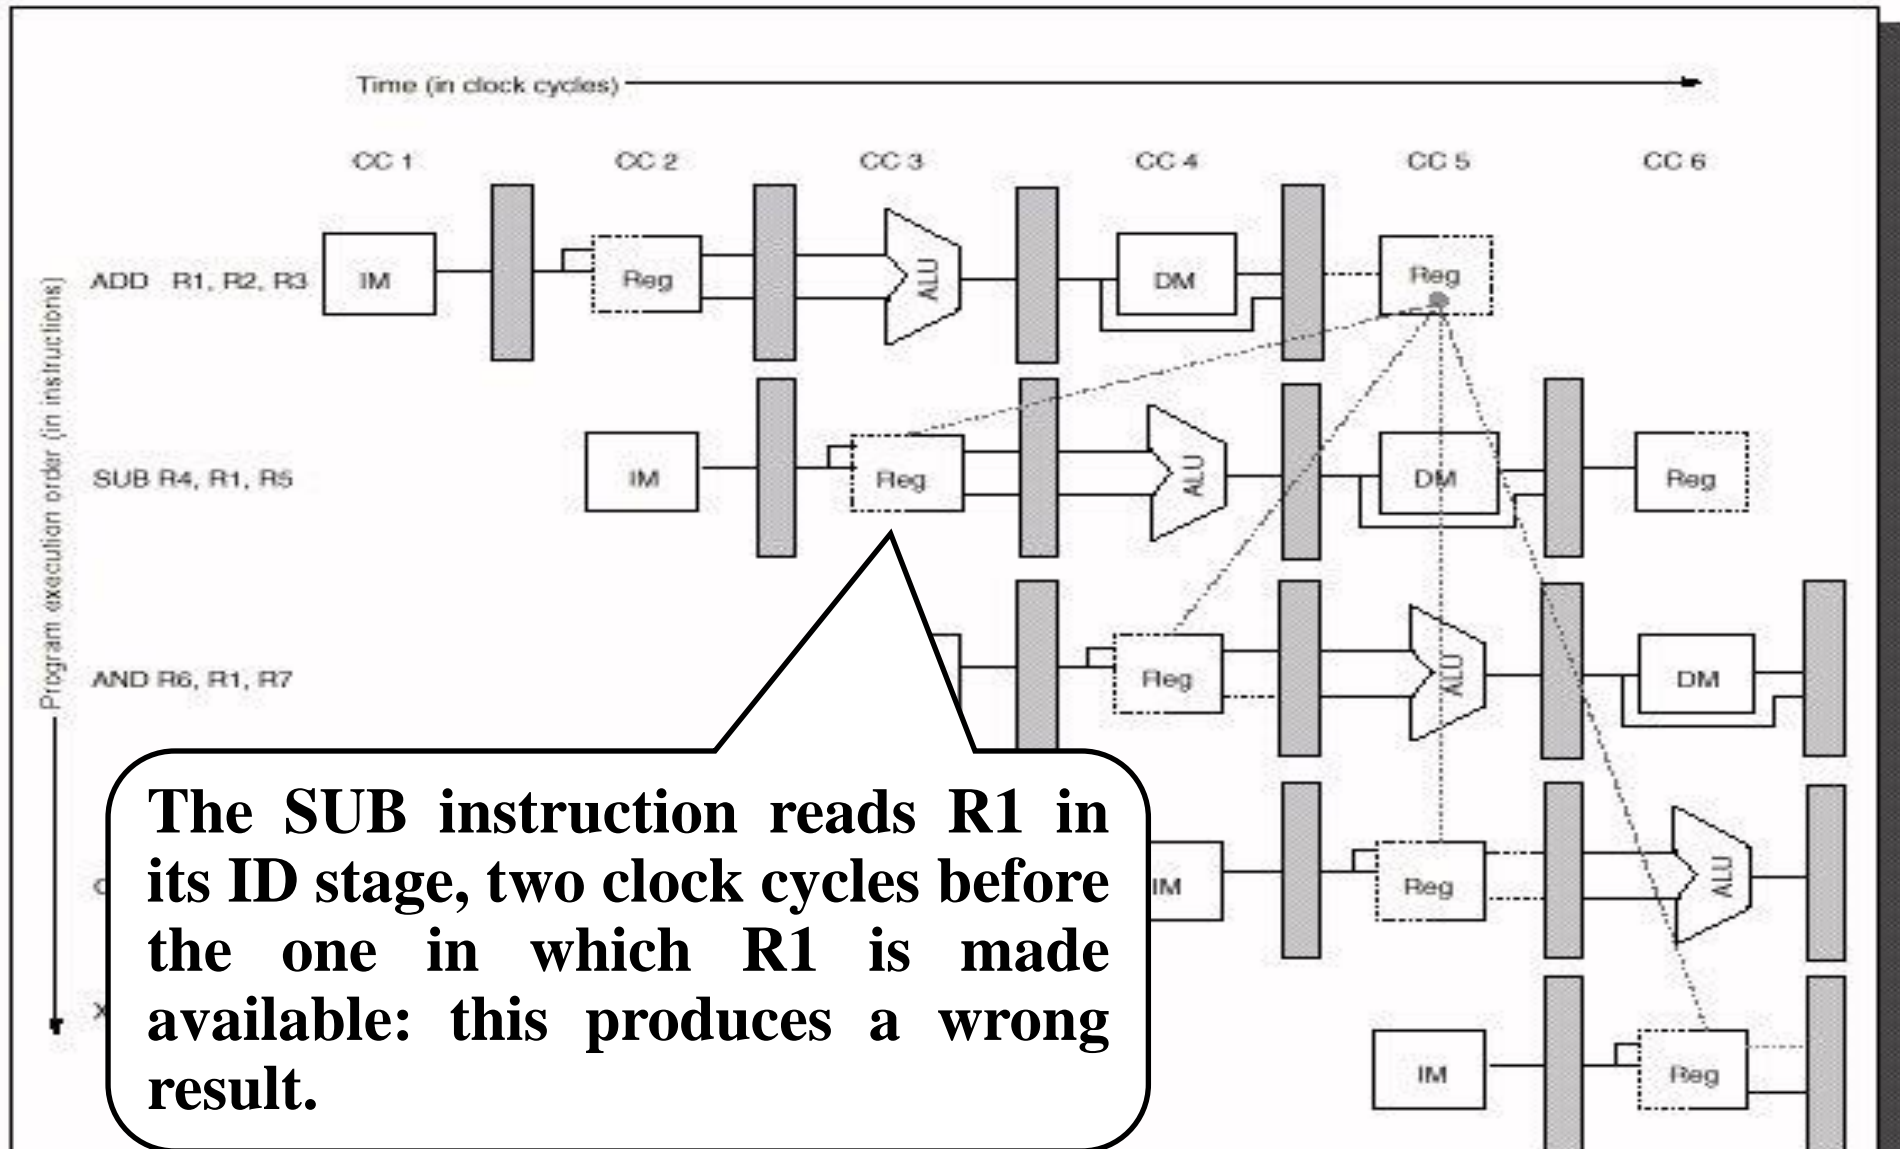 Time (in clock cycles)
CC 1 CC 2 CC 3 CC 4 CC 5 CC 6
Program execution order (in instructions)
ADD R1, R2, R3 IM Reg ALU DM Reg
SUB R4, R1, R5 IM Reg ALU DM Reg
AND R6, R1, R7 Reg ALU DM
IM Reg ALU
IM Reg
The SUB instruction reads R1 in
its ID stage, two clock cycles before
the one in which R1 is made
available: this produces a wrong
result.